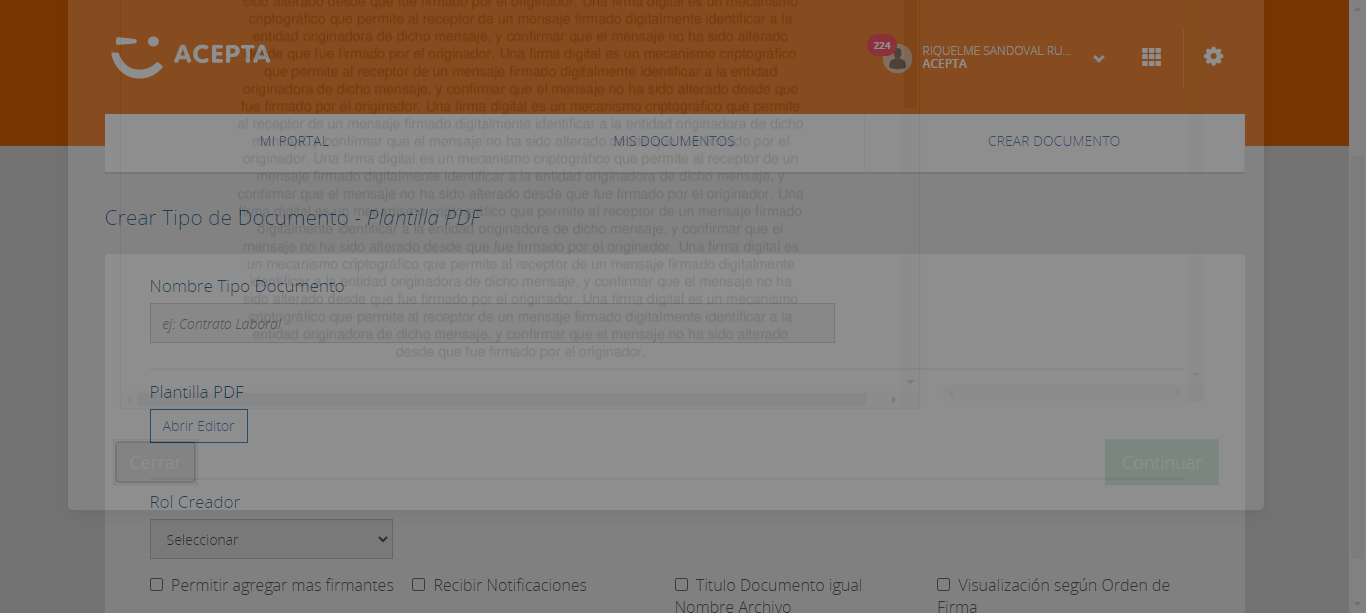 sido alterado desde que fue firmado por el originador. Una firma digital es un mecanismo
criptográfico que permite al receptor de un mensaje firmado digitalmente identificar a la
entidad originadora de dicho mensaje, y confirmar que el mensaje no ha sido alterado
desde que fue firmado por el originador. Una firma digital es un mecanismo criptográfico
que permite al receptor de un mensaje firmado digitalmente identificar a la entidad
originadora de dicho mensaje, y confirmar que el mensaje no ha sido alterado desde que
fue firmado por el originador. Una firma digital es un mecanismo criptográfico que permite
al receptor de un mensaje firmado digitalmente identificar a la entidad originadora de dicho
mensaje, y confirmar que el mensaje no ha sido alterado desde que fue firmado por el
originador. Una firma digital es un mecanismo criptográfico que permite al receptor de un
mensaje firmado digitalmente identificar a la entidad originadora de dicho mensaje, y
confirmar que el mensaje no ha sido alterado desde que fue firmado por el originador. Una
firma digital es un mecanismo criptográfico que permite al receptor de un mensaje firmado
digitalmente identificar a la entidad originadora de dicho mensaje, y confirmar que el
mensaje no ha sido alterado desde que fue firmado por el originador. Una firma digital es
un mecanismo criptográfico que permite al receptor de un mensaje firmado digitalmente
identificar a la entidad originadora de dicho mensaje, y confirmar que el mensaje no ha
sido alterado desde que fue firmado por el originador. Una firma digital es un mecanismo
criptográfico que permite al receptor de un mensaje firmado digitalmente identificar a la
entidad originadora de dicho mensaje, y confirmar que el mensaje no ha sido alterado
desde que fue firmado por el originador.
ACEPTA
224
RIQUELME SANDOVAL RU...
ACEPTA
MI PORTAL
MIS DOCUMENTOS
CREAR DOCUMENTO
Crear Tipo de Documento - Plantilla PDF
Nombre Tipo Documento
ej: Contrato Laboral
Plantilla PDF
Abrir Editor
Cerrar
Continuar
Rol Creador
Seleccionar
Permitir agregar mas firmantes
Recibir Notificaciones
Titulo Documento igual
Nombre Archivo
Visualización según Orden de
Firma